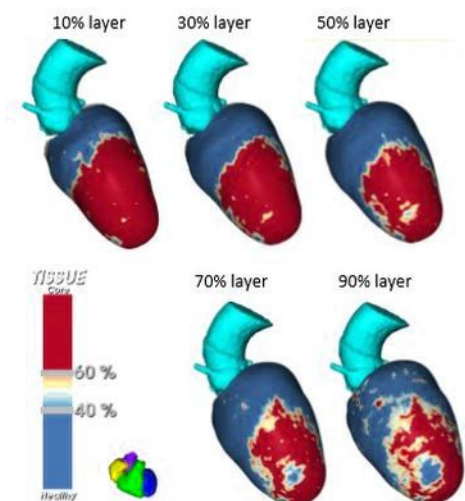 10% layer 30% layer 50% layer
70% layer 90% layer
TISSUE
Core
60 %
40 %
Healthy